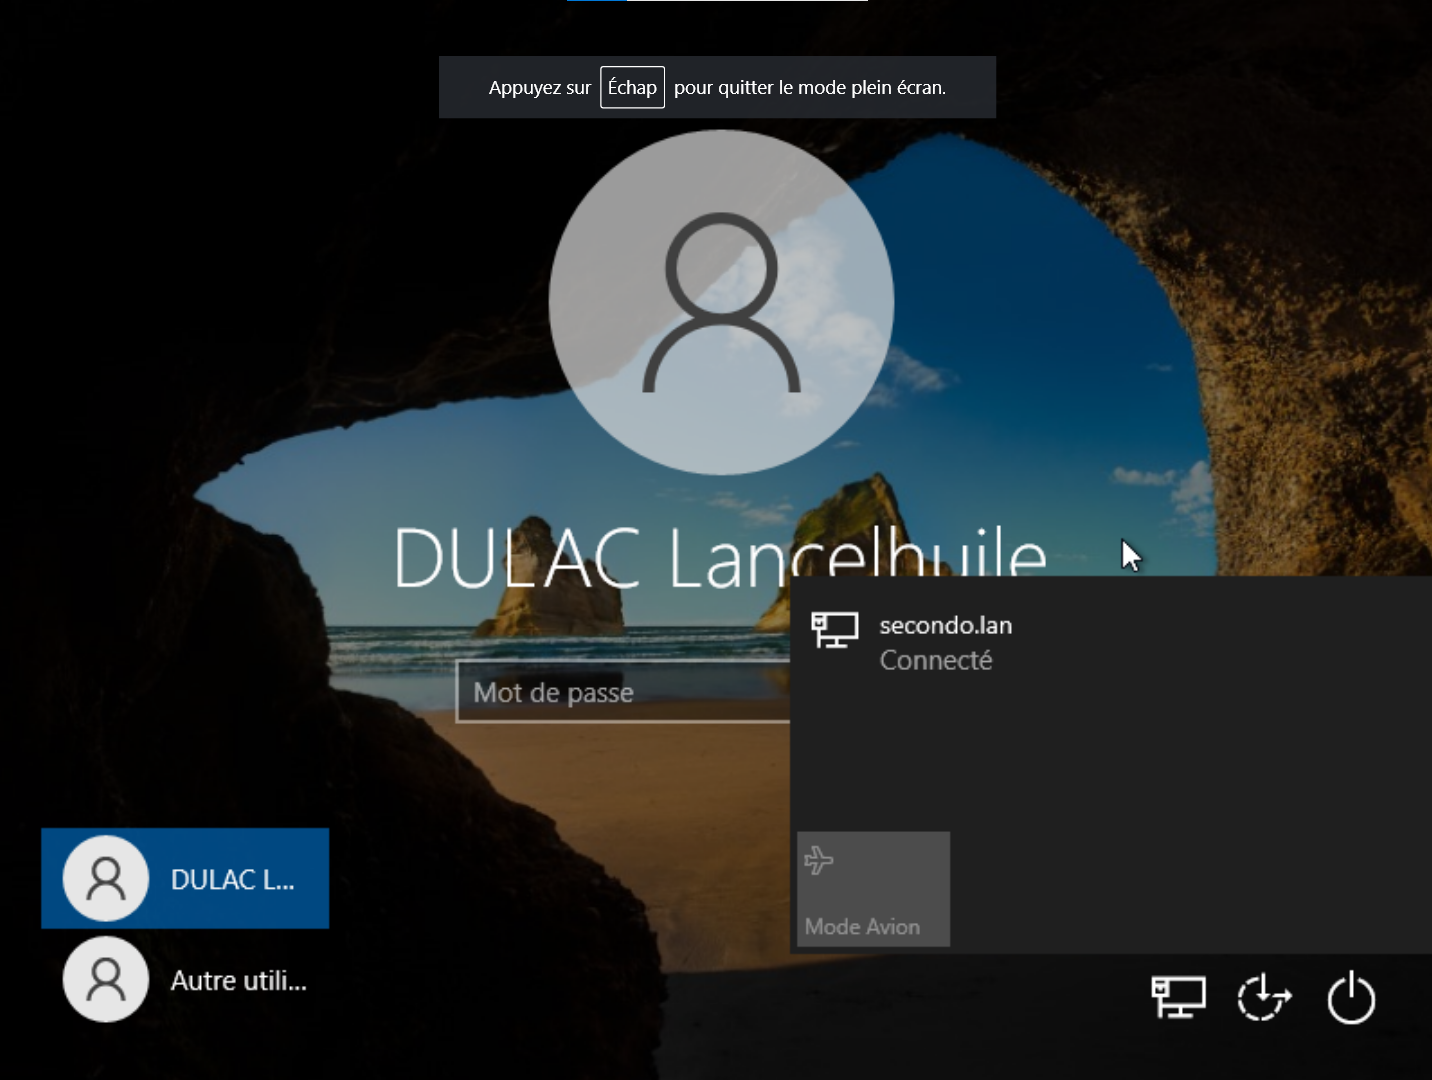 Appuyez sur Échap pour quitter le mode plein écran.
DULAC Lancelhuile
secondo.lan
Connecté
Mot de passe
Mode Avion
DULAC L...
Autre utili...